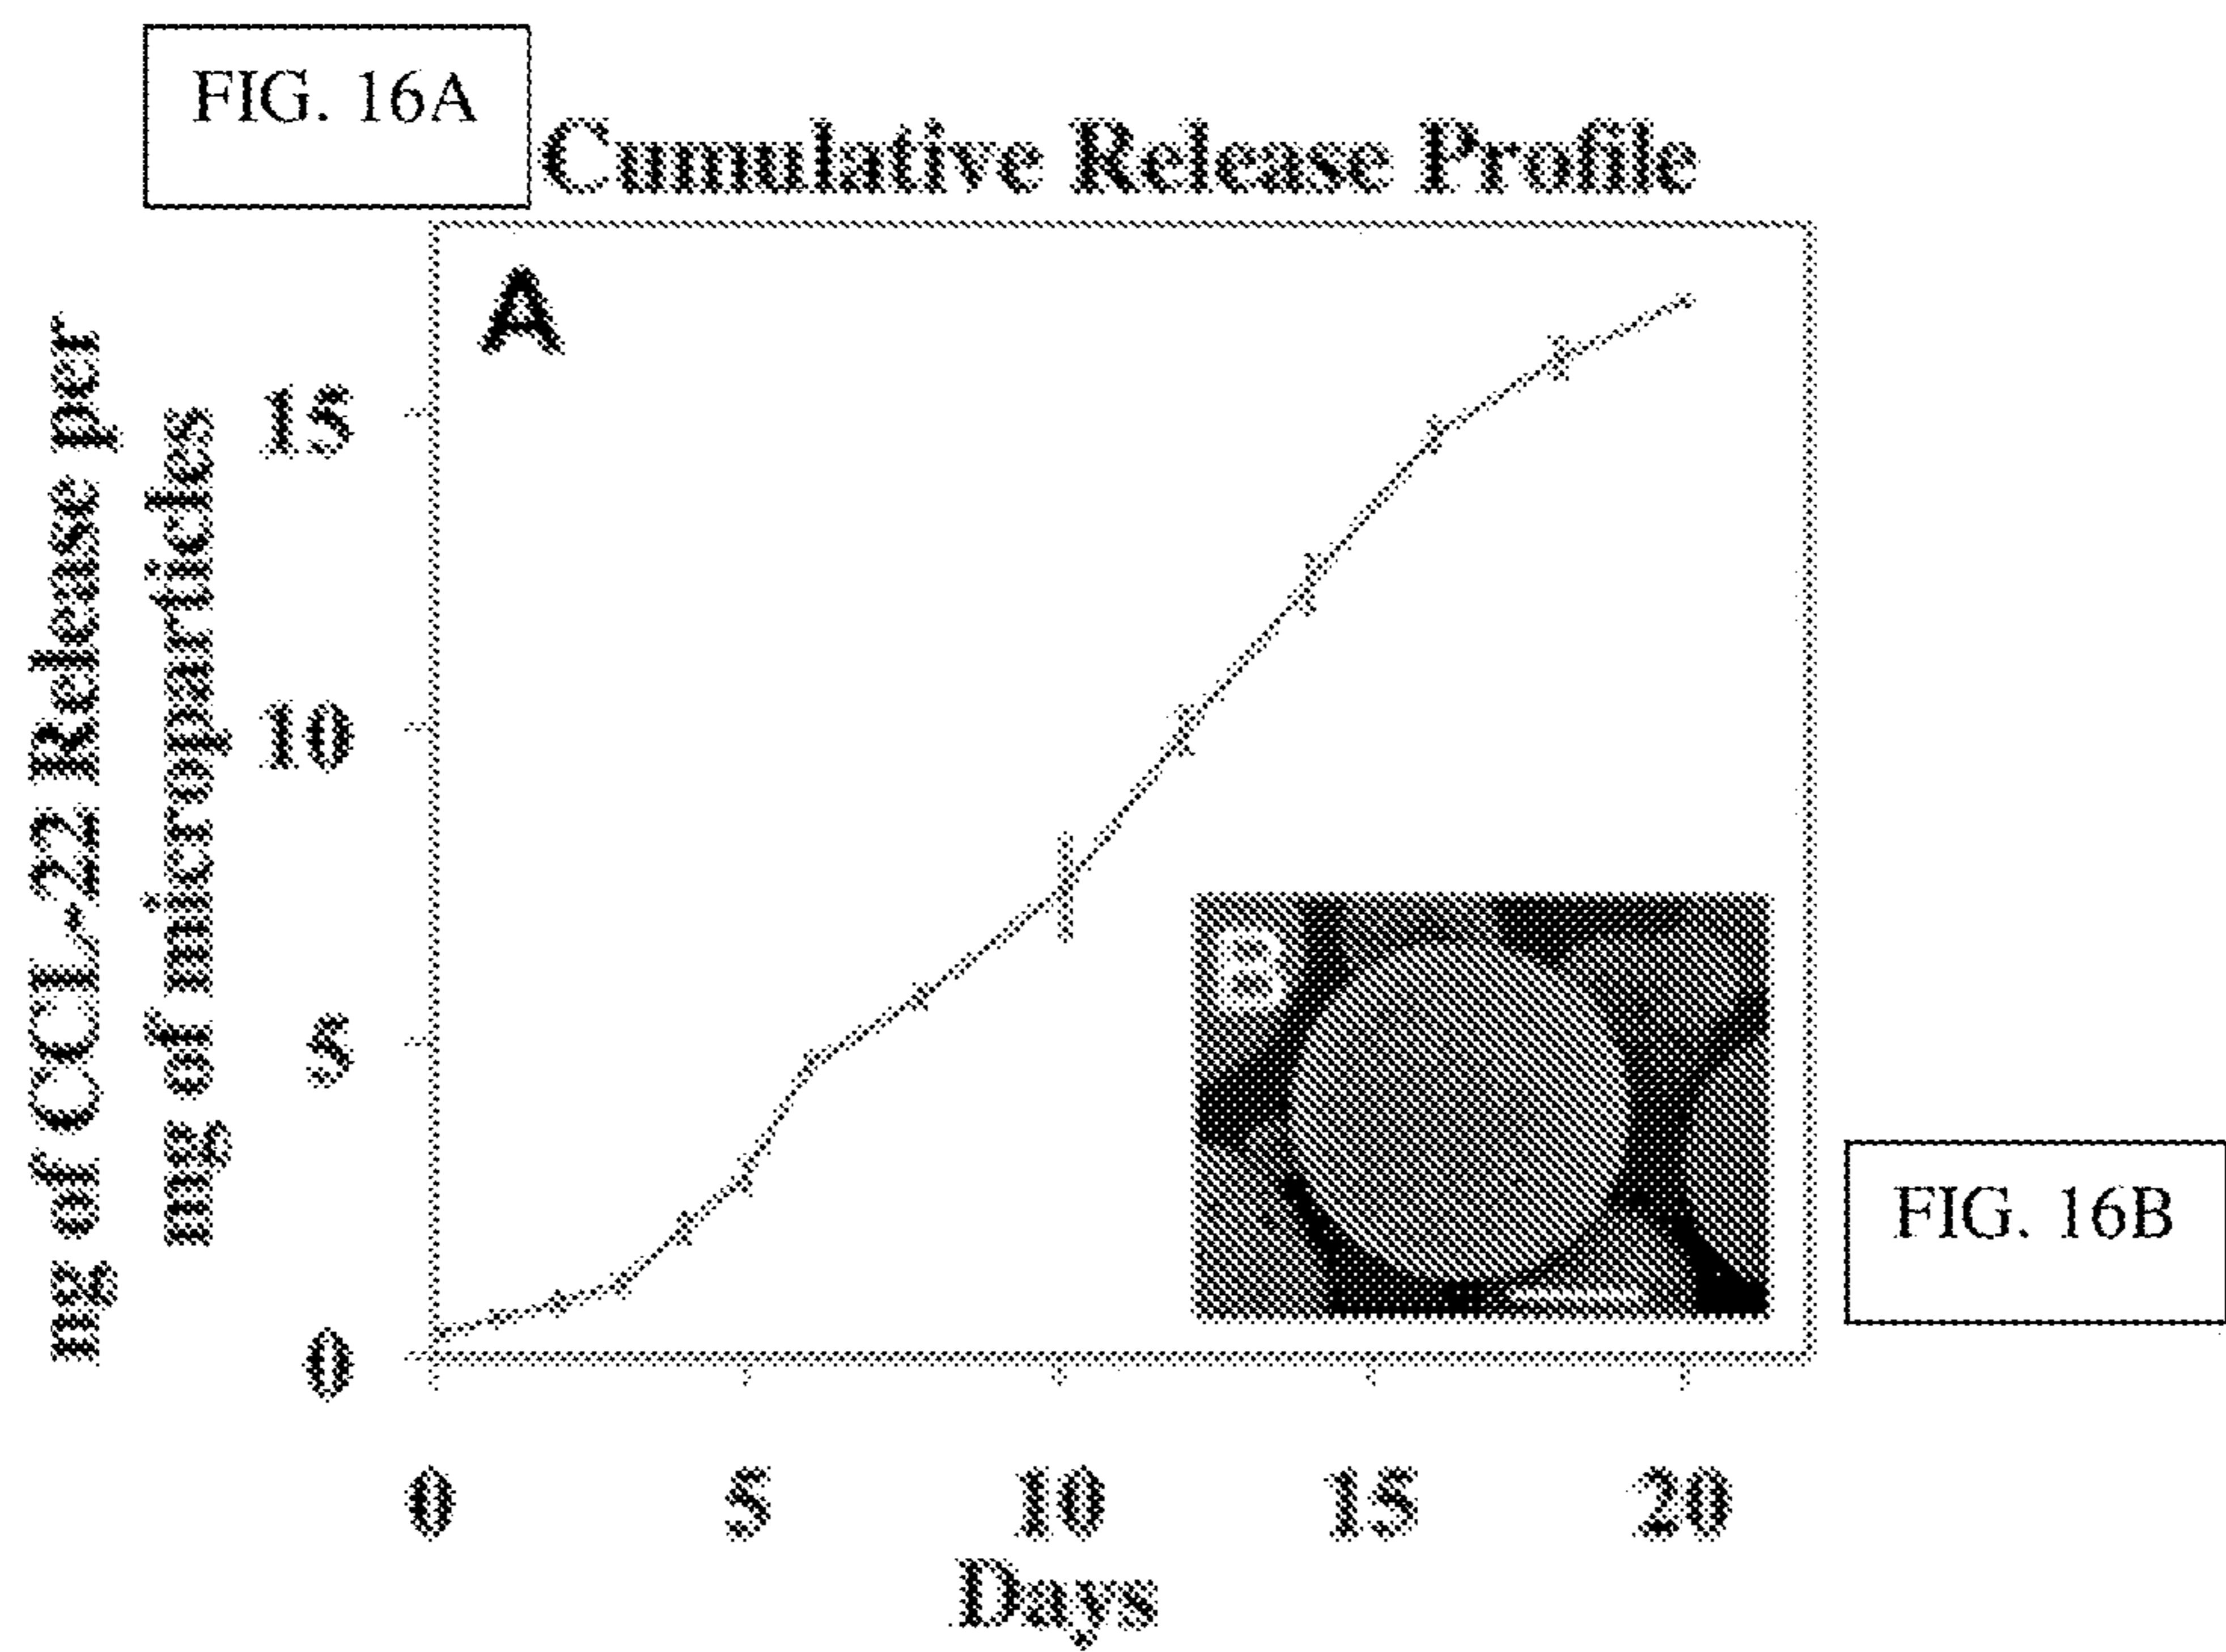 FIG. 16A
Cumulative Release Profile
A
ng of CCL-22 Release per
mg of microparticles
15
10
5
0
B
FIG. 16B
0 5 10 15 20
Days